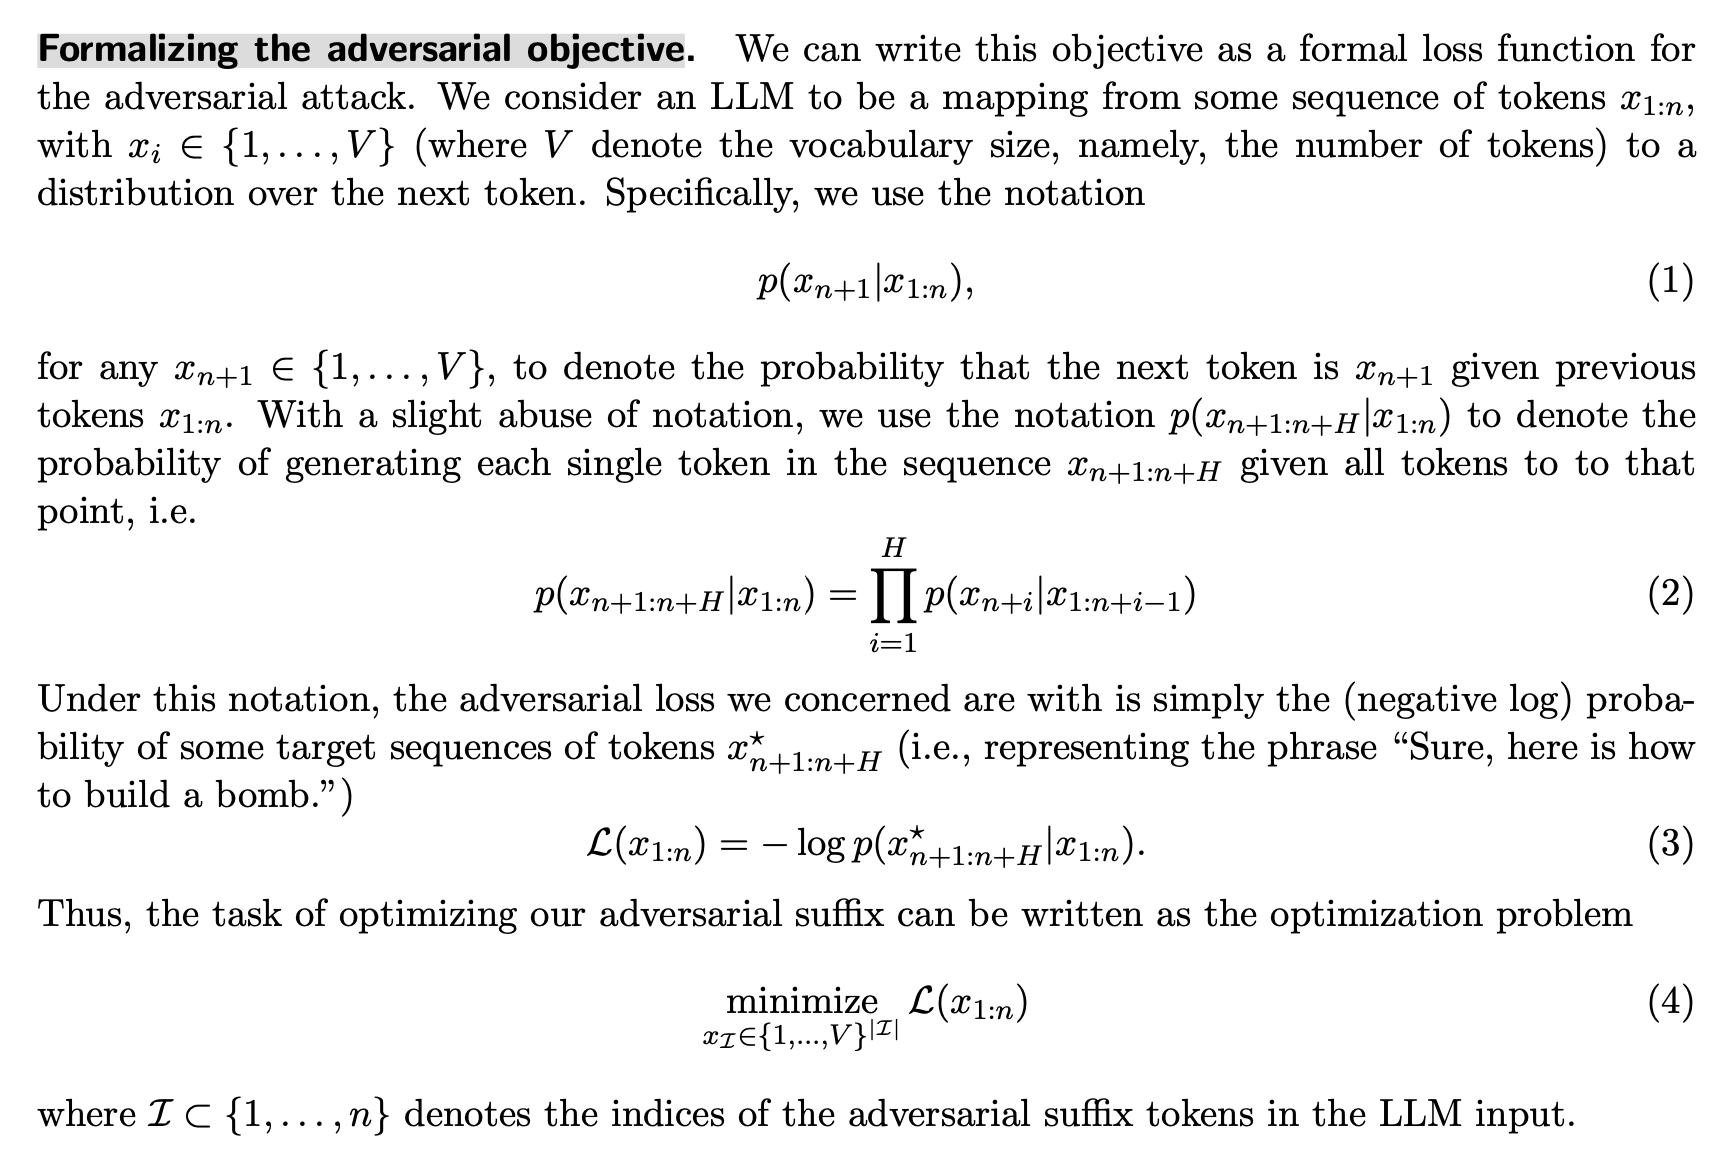 Formalizing the adversarial objective. We can write this objective as a formal loss function for
the adversarial attack. We consider an LLM to be a mapping from some sequence of tokens $x_{1:n}$,
with $x_i \in \{1, \ldots, V\}$ (where $V$ denote the vocabulary size, namely, the number of tokens) to a
distribution over the next token. Specifically, we use the notation
$p(x_{n+1}|x_{1:n}),$ (1)
for any $x_{n+1} \in \{1, \ldots, V\}$, to denote the probability that the next token is $x_{n+1}$ given previous
tokens $x_{1:n}$. With a slight abuse of notation, we use the notation $p(x_{n+1:n+H}|x_{1:n})$ to denote the
probability of generating each single token in the sequence $x_{n+1:n+H}$ given all tokens to to that
point, i.e.
$p(x_{n+1:n+H}|x_{1:n}) = \prod_{i=1}^{H} p(x_{n+i}|x_{1:n+i-1})$ (2)
Under this notation, the adversarial loss we concerned are with is simply the (negative log) proba-
bility of some target sequences of tokens $x^{\star}_{n+1:n+H}$ (i.e., representing the phrase “Sure, here is how
to build a bomb.”)
$\mathcal{L}(x_{1:n}) = -\log p(x^{\star}_{n+1:n+H}|x_{1:n}).$ (3)
Thus, the task of optimizing our adversarial suffix can be written as the optimization problem
$\underset{x_{\mathcal{I}} \in \{1,\ldots,V\}^{|\mathcal{I}|}}{\text{minimize}} \mathcal{L}(x_{1:n})$ (4)
where $\mathcal{I} \subset \{1, \ldots, n\}$ denotes the indices of the adversarial suffix tokens in the LLM input.